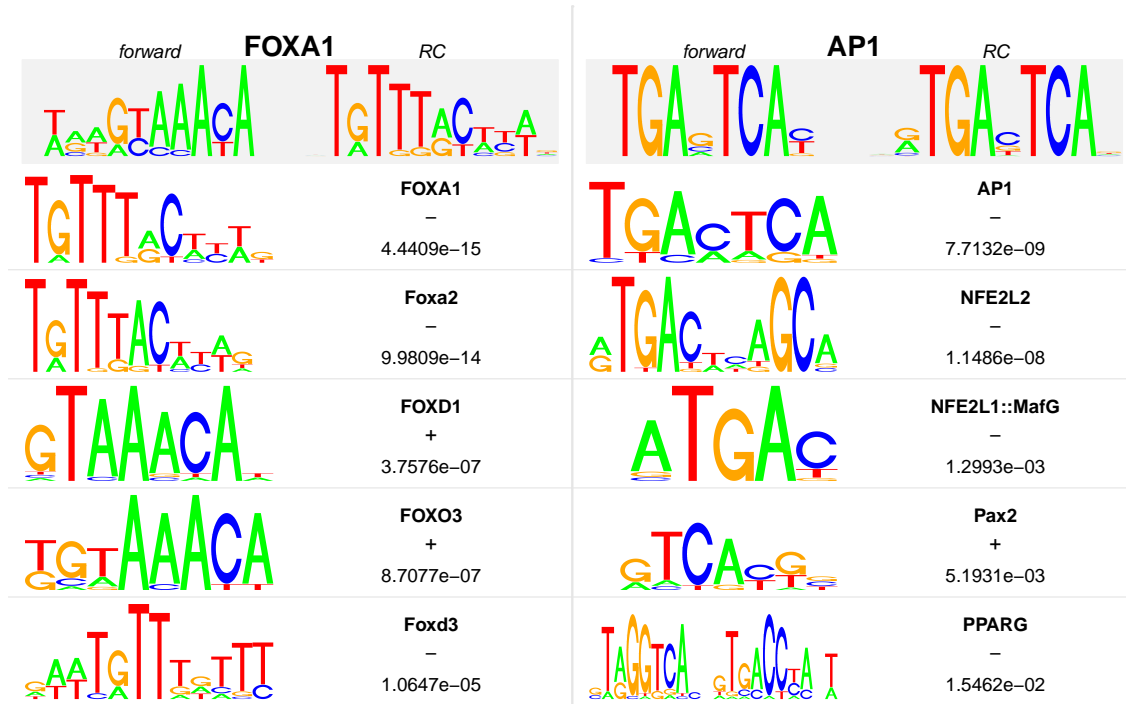 forward FOXA1 RC
forward AP1 RC
FOXA1
–
4.4409e−15
AP1
–
7.7132e−09
Foxa2
–
9.9809e−14
NFE2L2
–
1.1486e−08
FOXD1
+
3.7576e−07
NFE2L1::MafG
–
1.2993e−03
FOXO3
+
8.7077e−07
Pax2
+
5.1931e−03
Foxd3
–
1.0647e−05
PPARG
–
1.5462e−02